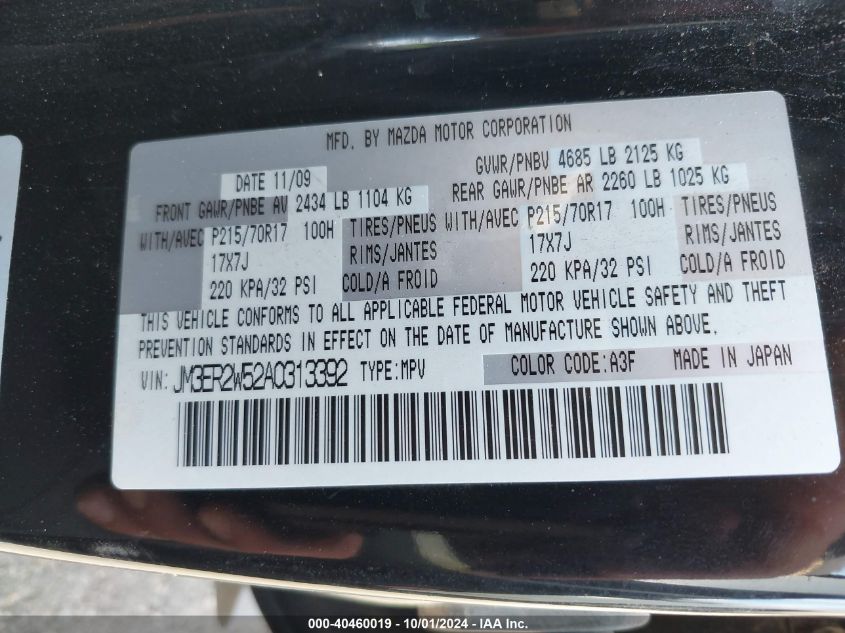 MFD. BY MAZDA MOTOR CORPORATION
DATE 11/09 GVWR/PNBV 4685 LB 2125 KG
FRONT GAWR/PNBE AV 2434 LB 1104 KG REAR GAWR/PNBE AR 2260 LB 1025 KG
WITH/AVEC P215/70R17 100H TIRES/PNEUS WITH/AVEC P215/70R17 100H TIRES/PNEUS
17X7J RIMS/JANTES 17X7J RIMS/JANTES
220 KPA/32 PSI COLD/A FROID 220 KPA/32 PSI COLD/A FROID
THIS VEHICLE CONFORMS TO ALL APPLICABLE FEDERAL MOTOR VEHICLE SAFETY AND THEFT
PREVENTION STANDARDS IN EFFECT ON THE DATE OF MANUFACTURE SHOWN ABOVE.
VIN: JM3ER2W52A0313392 TYPE:MPV COLOR CODE:A3F MADE IN JAPAN
000-40460019 - 10/01/2024 - IAA Inc.